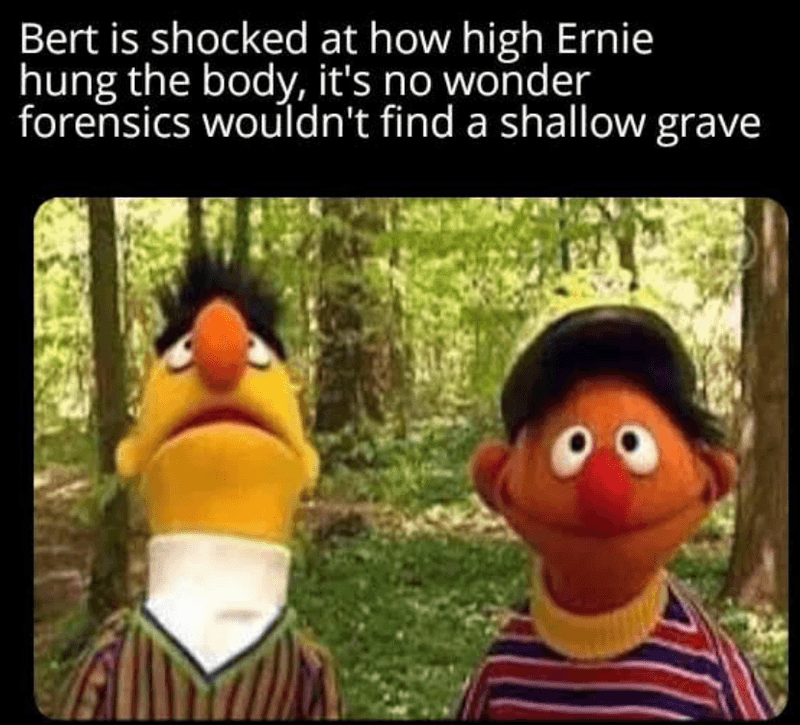 Bert is shocked at how high Ernie
hung the body, it's no wonder
forensics wouldn't find a shallow grave